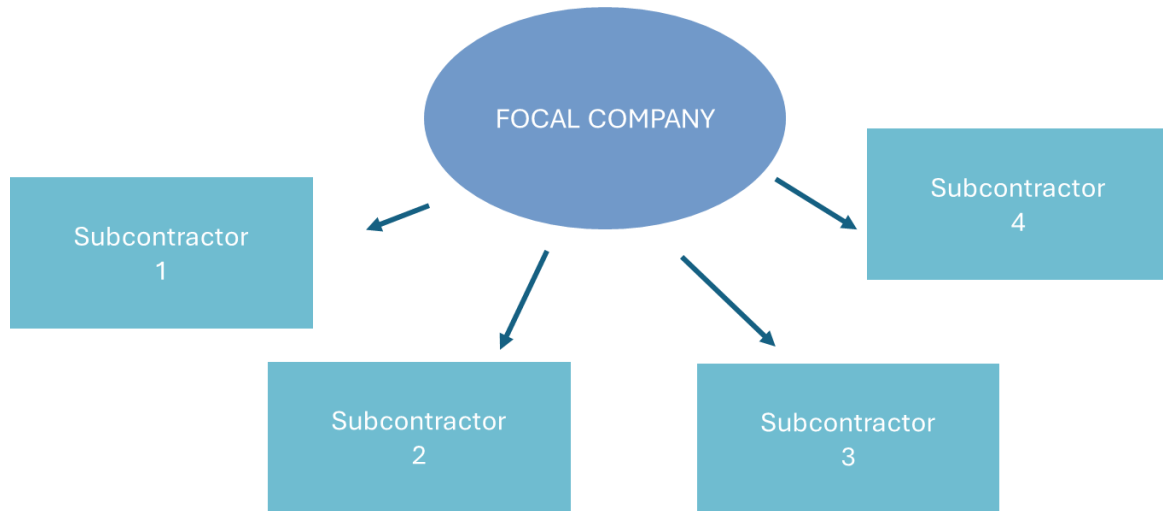 FOCAL COMPANY
Subcontractor
4
Subcontractor
1
Subcontractor
2
Subcontractor
3